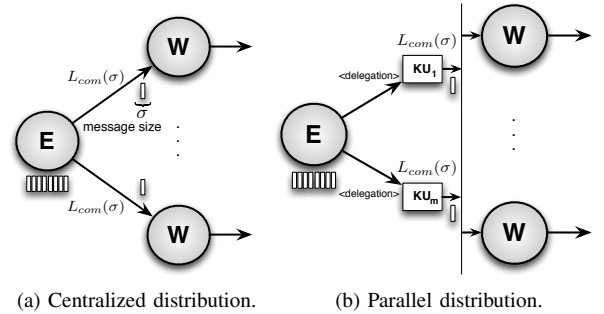 W
L_com(σ)
σ
message size
E
L_com(σ)
W
(a) Centralized distribution.
L_com(σ)
W
<delegation>
KU_1
E
L_com(σ)
<delegation>
KU_m
W
(b) Parallel distribution.